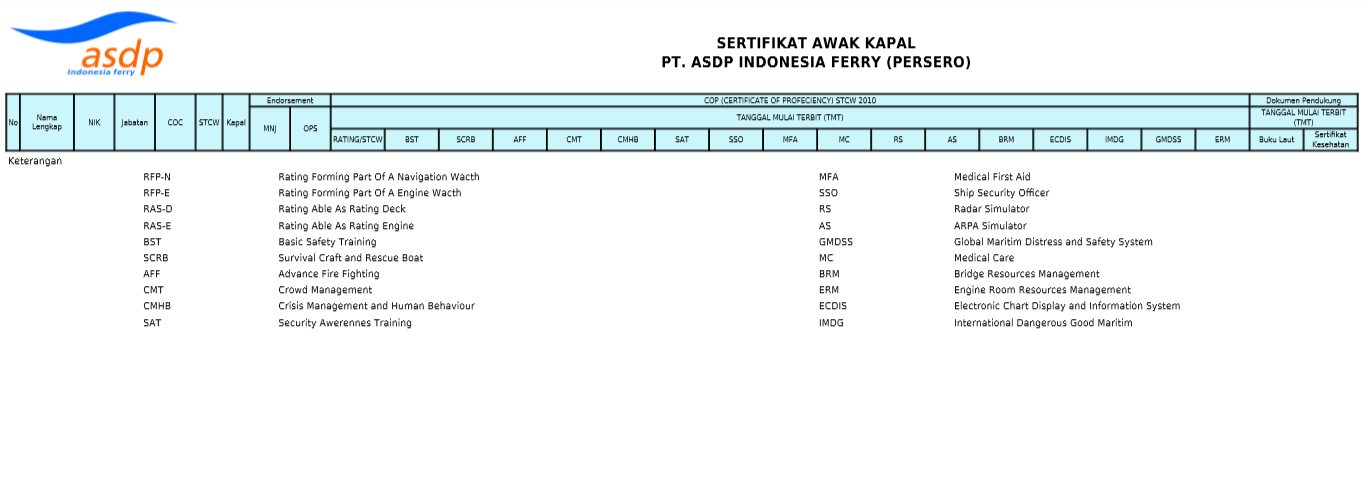 asdp
Indonesia ferry
SERTIFIKAT AWAK KAPAL
PT. ASDP INDONESIA FERRY (PERSERO)
No Nama Lengkap NIK Jabatan COC STCW Kapal Endorsement COP (CERTIFICATE OF PROFECIENCY) STCW 2010 Dokumen Pendukung
MNJ OPS TANGGAL MULAI TERBIT (TMT) TANGGAL MULAI TERBIT (TMT)
RATING/STCW BST SCRB AFF CMT CMHB SAT SSO MFA MC RS AS BRM ECDIS IMDG GMDSS ERM Buku Laut Sertifikat Kesehatan
Keterangan
RFP-N Rating Forming Part Of A Navigation Wacth MFA Medical First Aid
RFP-E Rating Forming Part Of A Engine Wacth SSO Ship Security Officer
RAS-D Rating Able As Rating Deck RS Radar Simulator
RAS-E Rating Able As Rating Engine AS ARPA Simulator
BST Basic Safety Training GMDSS Global Maritim Distress and Safety System
SCRB Survival Craft and Rescue Boat MC Medical Care
AFF Advance Fire Fighting BRM Bridge Resources Management
CMT Crowd Management ERM Engine Room Resources Management
CMHB Crisis Management and Human Behaviour ECDIS Electronic Chart Display and Information System
SAT Security Awerennes Training IMDG International Dangerous Good Maritim